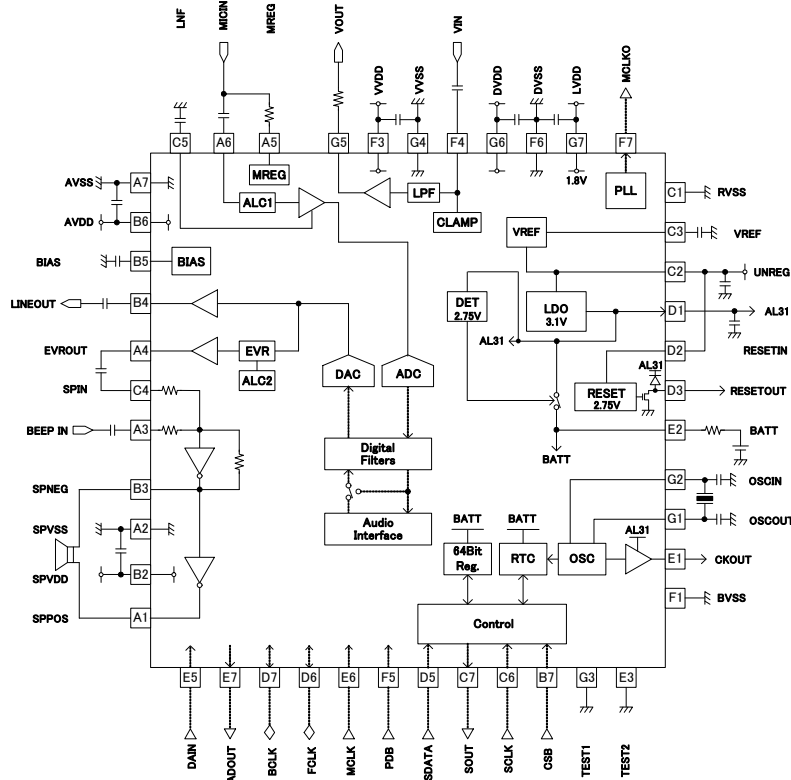 LNF
MICIN
MREG
VOUT
VVDD
VVSS
VIN
DVDD
DVSS
LVDD
MCLKO
C5
A6
A5
G5
F3
G4
F4
G6
F6
G7
F7
1.8V
AVSS
A7
MREG
ALC1
LPF
CLAMP
PLL
C1
RVSS
AVDD
B6
VREF
C3
VREF
BIAS
B5
BIAS
C2
UNREG
LINEOUT
B4
DET
2.75V
LDO
3.1V
D1
AL31
AL31
EVROUT
A4
EVR
ALC2
DAC
ADC
D2
RESETIN
AL31
SPIN
C4
RESET
2.75V
D3
RESETOUT
BEEP IN
A3
E2
BATT
BATT
Digital
Filters
SPNEG
B3
G2
OSCIN
SPVSS
A2
Audio
Interface
BATT
BATT
AL31
G1
OSCOUT
64Bit
Reg.
RTC
OSC
E1
CKOUT
SPVDD
B2
F1
BVSS
SPPOS
A1
Control
E5
E7
D7
D6
E6
F5
D5
C7
C6
B7
G3
E3
DAIN
ADOUT
BCLK
FCLK
MCLK
PDB
SDATA
SOUT
SCLK
CSB
TEST1
TEST2